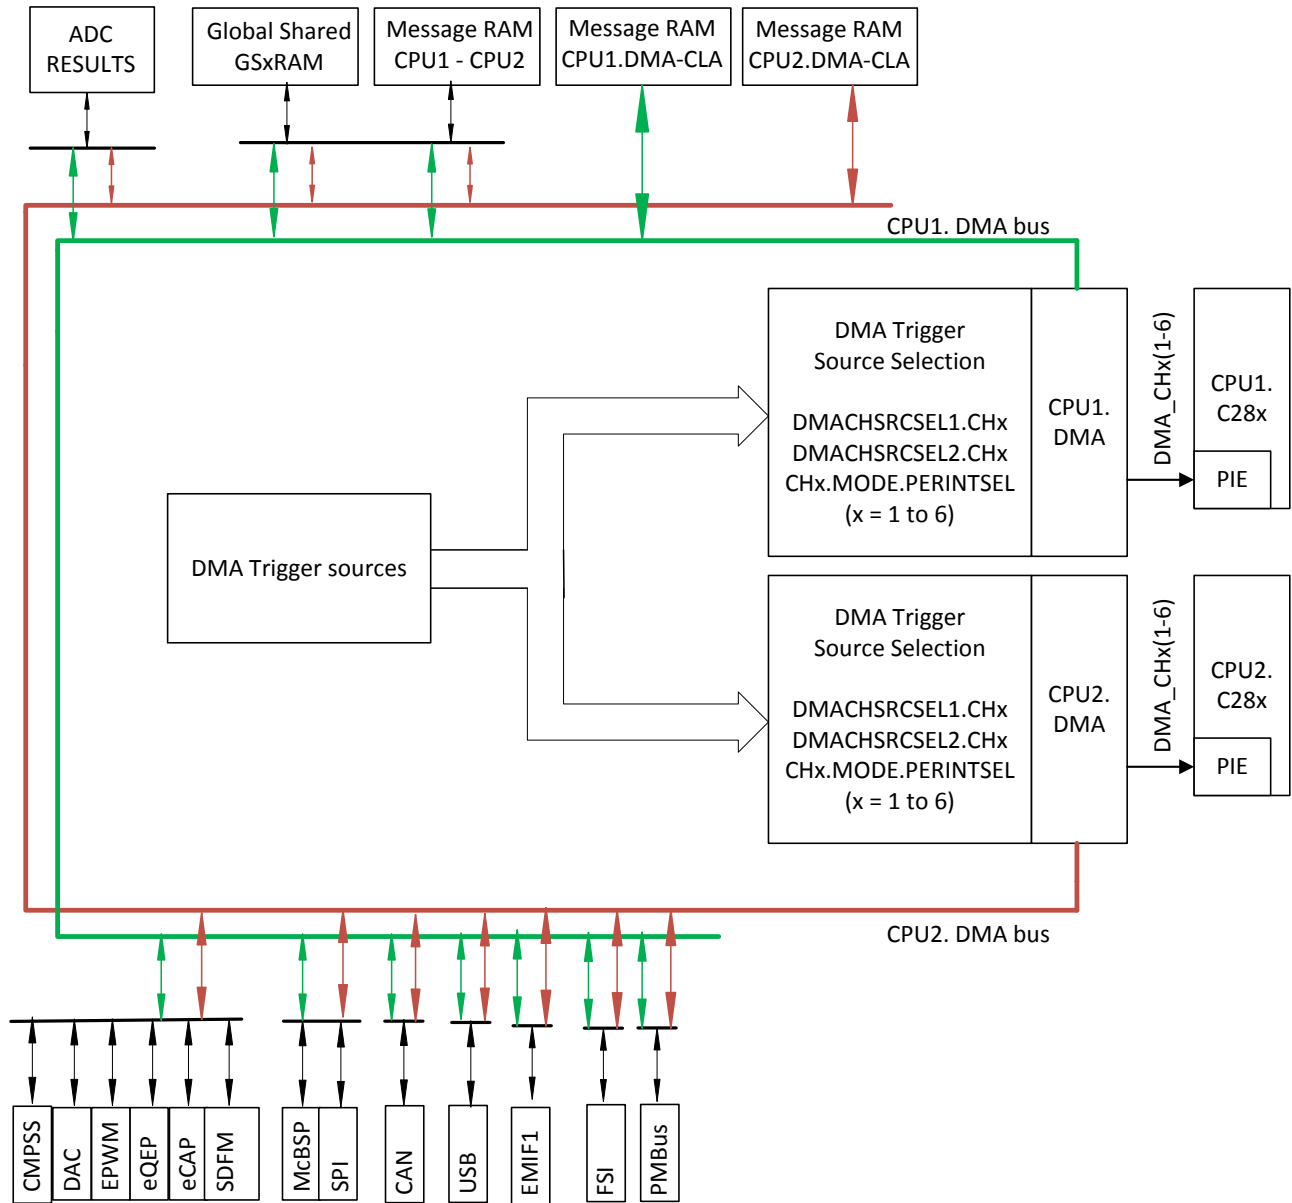 ADC
RESULTS
Global Shared
GSxRAM
Message RAM
CPU1 - CPU2
Message RAM
CPU1.DMA-CLA
Message RAM
CPU2.DMA-CLA
CPU1. DMA bus
DMA Trigger
Source Selection
DMACHSRCSEL1.CHx
DMACHSRCSEL2.CHx
CHx.MODE.PERINTSEL
(x = 1 to 6)
CPU1.
DMA
DMA_CHx(1-6)
CPU1.
C28x
PIE
DMA Trigger sources
DMA Trigger
Source Selection
DMACHSRCSEL1.CHx
DMACHSRCSEL2.CHx
CHx.MODE.PERINTSEL
(x = 1 to 6)
CPU2.
DMA
DMA_CHx(1-6)
CPU2.
C28x
PIE
CPU2. DMA bus
CMPSS
DAC
EPWM
eQEP
eCAP
SDFM
McBSP
SPI
CAN
USB
EMIF1
FSI
PMBus